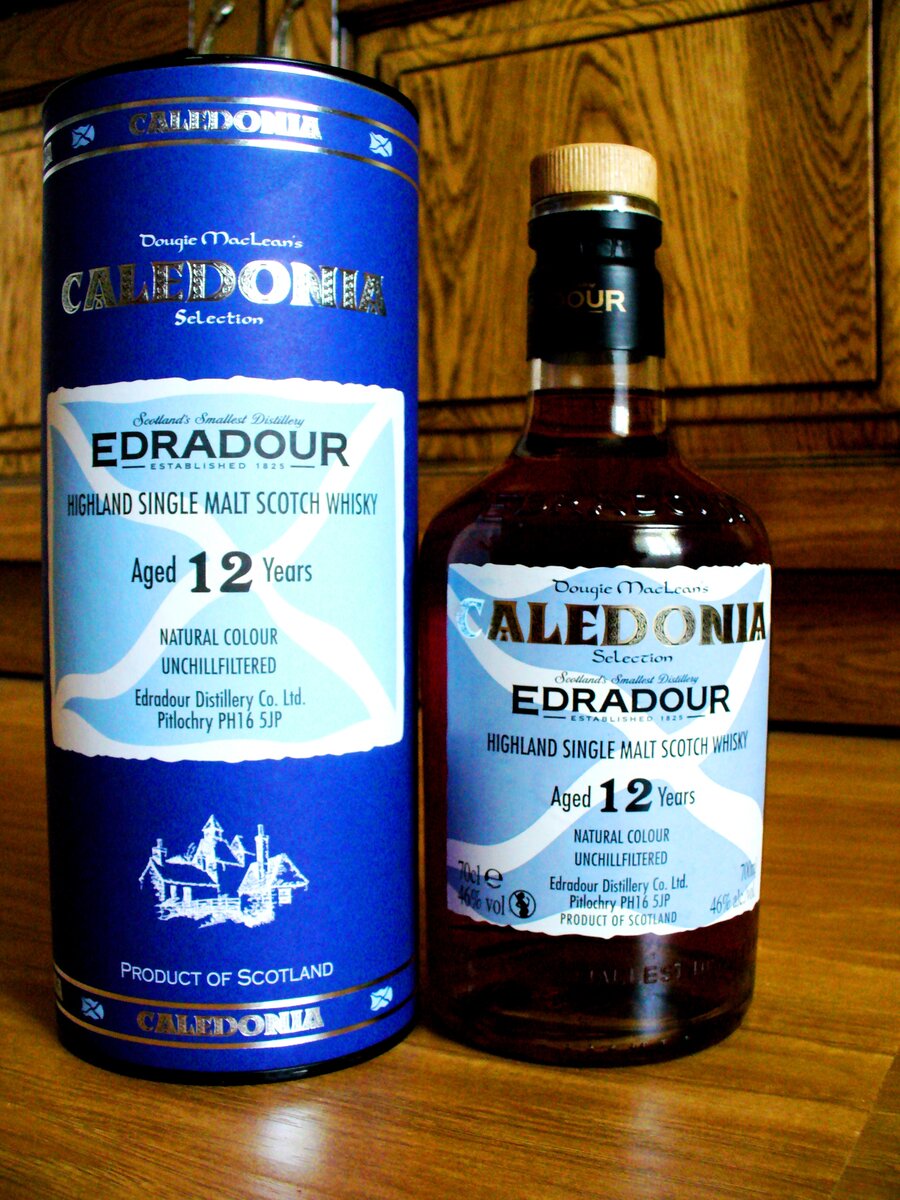 CALEDONIA
Dougie MacLean's
CALEDONIA
Selection
Scotland's Smallest Distillery
EDRADOUR
ESTABLISHED 1825
HIGHLAND SINGLE MALT SCOTCH WHISKY
Aged 12 Years
NATURAL COLOUR
UNCHILLFILTERED
Edradour Distillery Co. Ltd.
Pitlochry PH16 5JP
PRODUCT OF SCOTLAND
CALEDONIA
DOUR
Dougie MacLean's
CALEDONIA
Selection
Scotland's Smallest Distillery
EDRADOUR
ESTABLISHED 1825
HIGHLAND SINGLE MALT SCOTCH WHISKY
Aged 12 Years
NATURAL COLOUR
UNCHILLFILTERED
70cl e
46% vol
Edradour Distillery Co. Ltd.
Pitlochry PH16 5JP
PRODUCT OF SCOTLAND
46%